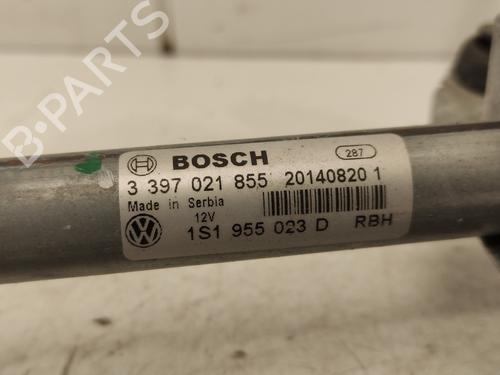 B-PARTS
BOSCH 287
3 397 021 855 20140820 1
Made in Serbia
12V
1S1 955 023 D RBH